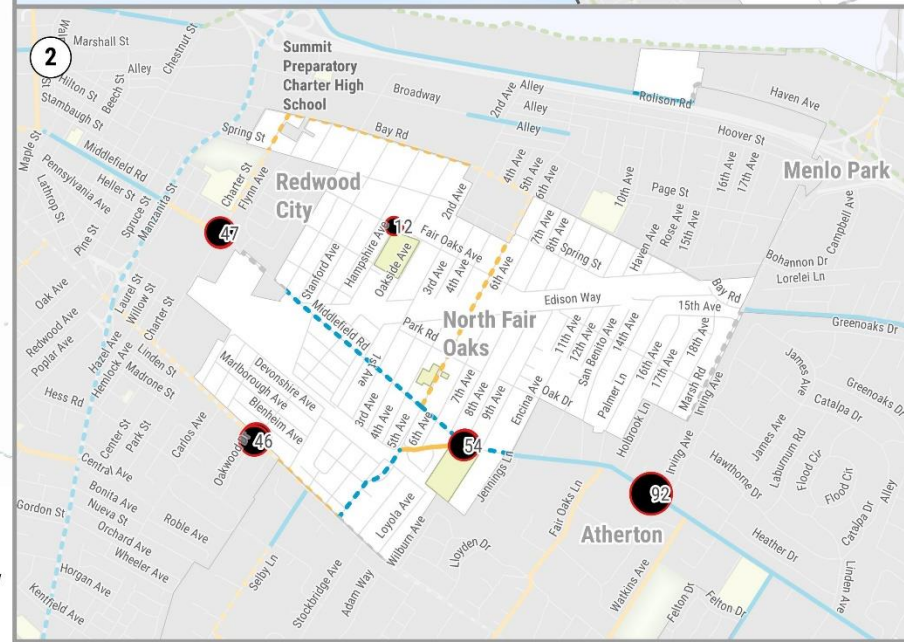 2
Marshall St
Alley
Chestnut St
Hilton St
Beech St
Stambaugh St
Maple St
Middlefield Rd
Pennsylvania Ave
Heller St
Lathrop St
Pine St
Spruce St
Manzanita St
Summit
Preparatory
Charter High
School
Spring St
Charter St
Flynn Ave
Broadway
Bay Rd
2nd Ave
Alley
Alley
Alley
Rolison Rd
Haven Ave
Hoover St
Menlo Park
4th Ave
5th Ave
6th Ave
10th Ave
Page St
16th Ave
17th Ave
Haven Ave
Rose Ave
15th Ave
Campbell Ave
Bohannon Dr
Lorelei Ln
Redwood
City
47
12
2nd Ave
Stanford Ave
Hampshire Ave
Oakside Ave
Fair Oaks Ave
7th Ave
8th Ave
Spring St
3rd Ave
4th Ave
6th Ave
Edison Way
Bay Rd
15th Ave
Greenoaks Dr
Middlefield Rd
Park Rd
North Fair
Oaks
1st Ave
11th Ave
12th Ave
San Benito Ave
14th Ave
Palmer Ln
16th Ave
17th Ave
18th Ave
Marsh Rd
Irving Ave
Holbrook Ln
Oak Dr
Encina Ave
Oak Ave
Redwood Ave
Poplar Ave
Hess Rd
Laurel St
Willow St
Charter St
Hazel Ave
Hemlock Ave
Linden St
Madrone St
Center St
Park St
Carlos Ave
Central Ave
Marlborough Ave
Devonshire Ave
Blenheim Ave
3rd Ave
4th Ave
5th Ave
6th Ave
7th Ave
8th Ave
9th Ave
54
46
Oakwood
Jennings Ln
92
Irving Ave
Atherton
James Ave
Greenoaks Dr
Catalpa Dr
James Ave
Laburnum Rd
Flood Cir
Flood Cir
Hawthorne Dr
Catalpa Dr
Alley
Linden Ave
Heather Dr
Fair Oaks Ln
Watkins Ave
Felton Dr
Felton Dr
Bonita Ave
Nueva St
Orchard Ave
Wheeler Ave
Roble Ave
Gordon St
Horgan Ave
Kentfield Ave
Selby Ln
Stockbridge Ave
Adam Way
Wilburn Ave
Loyola Ave
Lloyden Dr